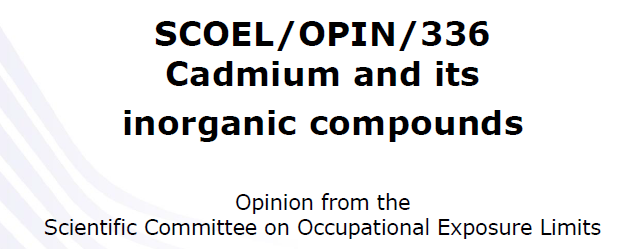 SCOEL/OPIN/336
Cadmium and its
inorganic compounds
Opinion from the
Scientific Committee on Occupational Exposure Limits